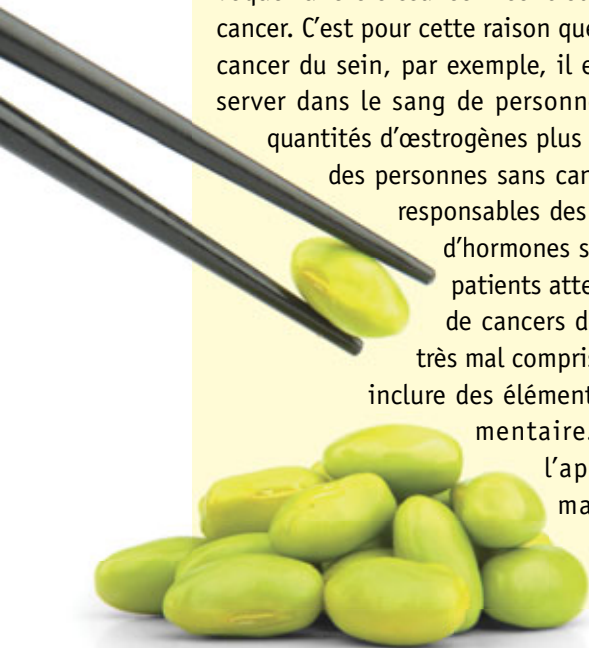 cancer. C'est pour cette raison que
cancer du sein, par exemple, il e
server dans le sang de personn
quantités d'œstrogènes plus
des personnes sans can
responsables des
d'hormones s
patients atte
de cancers d
très mal compris
inclure des élément
mentaire.
l'ap
ma